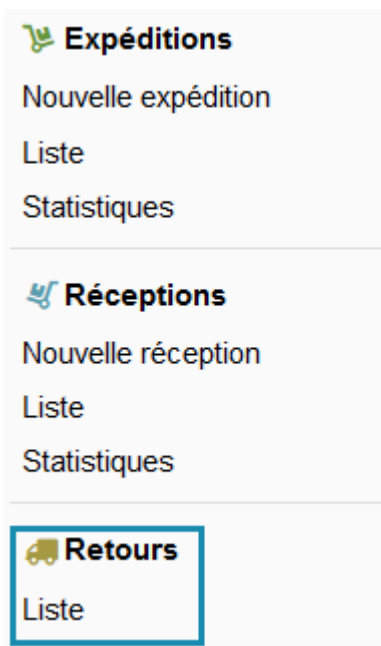 Expéditions
Nouvelle expédition
Liste
Statistiques
Réceptions
Nouvelle réception
Liste
Statistiques
Retours
Liste